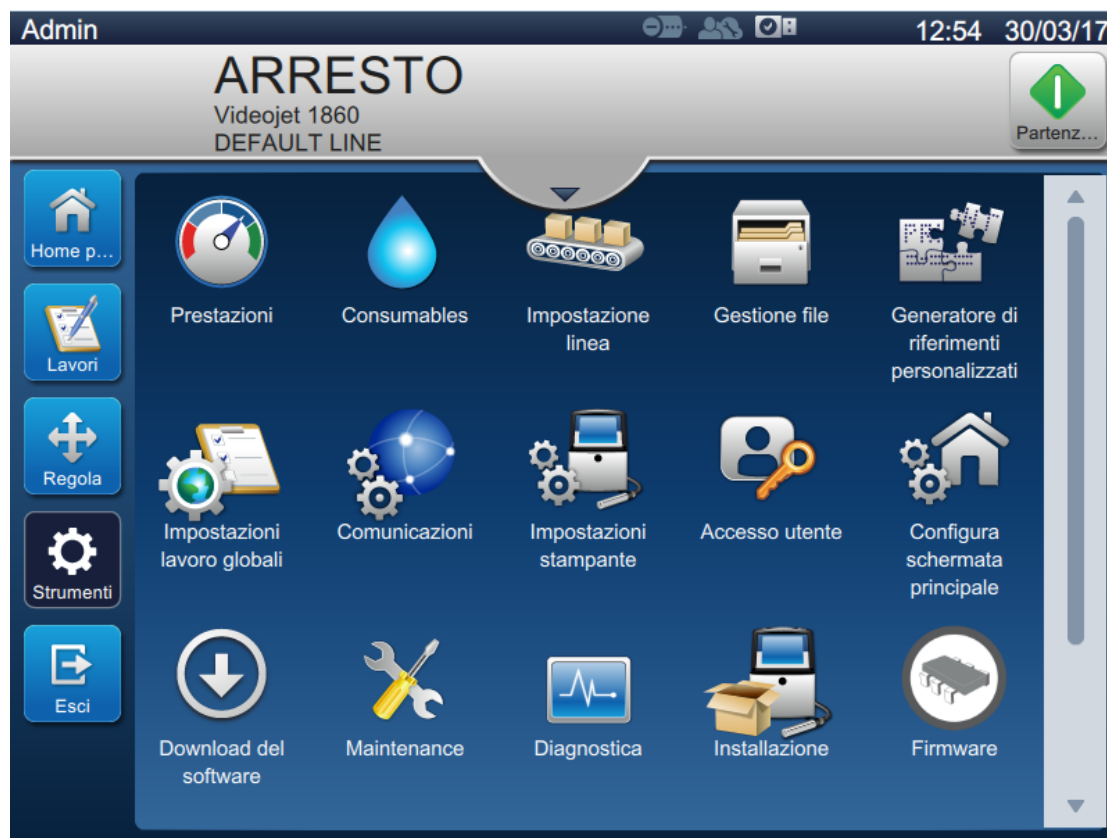 Admin
12:54 30/03/17
ARRESTO
Videojet 1860
DEFAULT LINE
Partenz...
Home p...
Lavori
Regola
Strumenti
Esci
Prestazioni
Consumables
Impostazione
linea
Gestione file
Generatore di
riferimenti
personalizzati
Impostazioni
lavoro globali
Comunicazioni
Impostazioni
stampante
Accesso utente
Configura
schermata
principale
Download del
software
Maintenance
Diagnostica
Installazione
Firmware